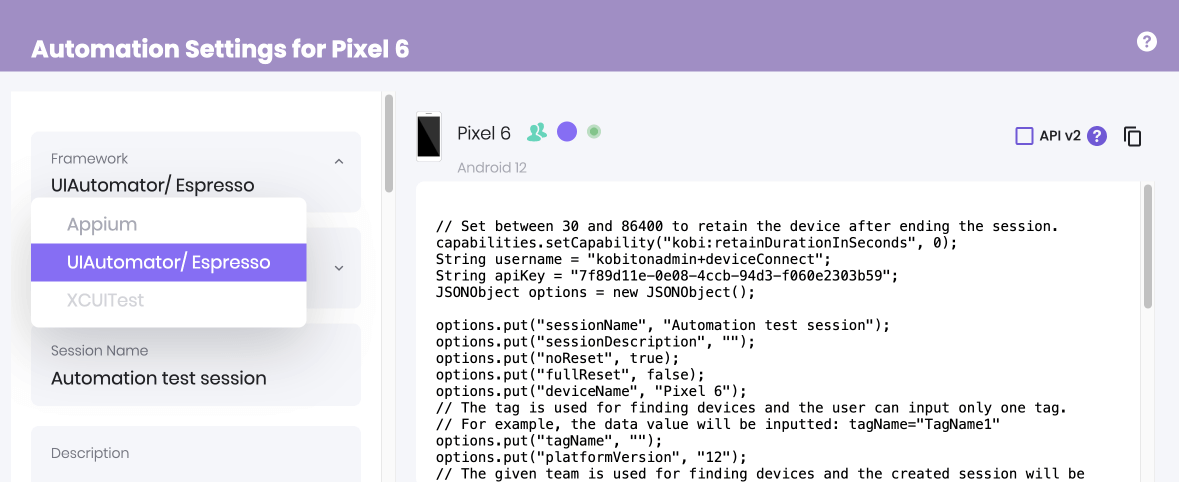 Automation Settings for Pixel 6
?
Framework
UIAutomator/ Espresso
Appium
UIAutomator/ Espresso
XCUITest
Session Name
Automation test session
Description
Pixel 6
Android 12
API v2 ?
// Set between 30 and 86400 to retain the device after ending the session.
capabilities.setCapability("kobi:retainDurationInSeconds", 0);
String username = "kobitonadmin+deviceConnect";
String apiKey = "7f89d11e-0e08-4ccb-94d3-f060e2303b59";
JSONObject options = new JSONObject();
options.put("sessionName", "Automation test session");
options.put("sessionDescription", "");
options.put("noReset", true);
options.put("fullReset", false);
options.put("deviceName", "Pixel 6");
// The tag is used for finding devices and the user can input only one tag.
// For example, the data value will be inputted: tagName="TagName1"
options.put("tagName", "");
options.put("platformVersion", "12");
// The given team is used for finding devices and the created session will be